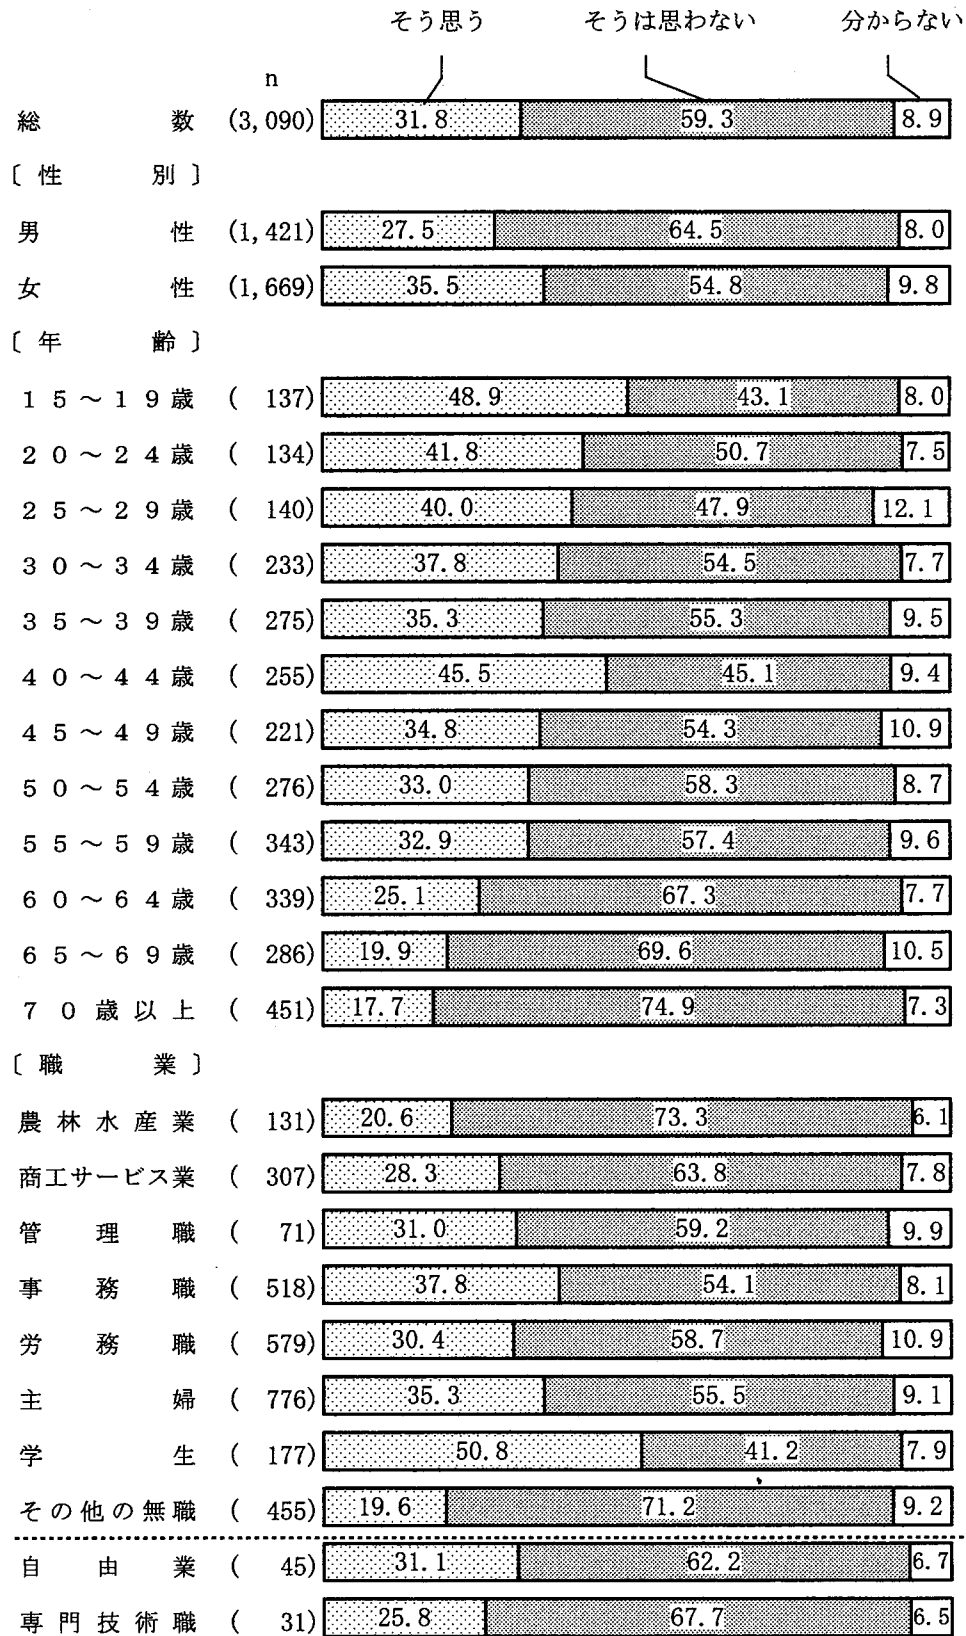 そう思う そうは思わない 分からない
n
総数 (3,090) 31.8 59.3 8.9
〔性別〕
男性 (1,421) 27.5 64.5 8.0
女性 (1,669) 35.5 54.8 9.8
〔年齢〕
15～19歳 ( 137) 48.9 43.1 8.0
20～24歳 ( 134) 41.8 50.7 7.5
25～29歳 ( 140) 40.0 47.9 12.1
30～34歳 ( 233) 37.8 54.5 7.7
35～39歳 ( 275) 35.3 55.3 9.5
40～44歳 ( 255) 45.5 45.1 9.4
45～49歳 ( 221) 34.8 54.3 10.9
50～54歳 ( 276) 33.0 58.3 8.7
55～59歳 ( 343) 32.9 57.4 9.6
60～64歳 ( 339) 25.1 67.3 7.7
65～69歳 ( 286) 19.9 69.6 10.5
70歳以上 ( 451) 17.7 74.9 7.3
〔職業〕
農林水産業 ( 131) 20.6 73.3 6.1
商工サービス業 ( 307) 28.3 63.8 7.8
管理職 ( 71) 31.0 59.2 9.9
事務職 ( 518) 37.8 54.1 8.1
労務職 ( 579) 30.4 58.7 10.9
主婦 ( 776) 35.3 55.5 9.1
学生 ( 177) 50.8 41.2 7.9
その他の無職 ( 455) 19.6 71.2 9.2
自由業 ( 45) 31.1 62.2 6.7
専門技術職 ( 31) 25.8 67.7 6.5